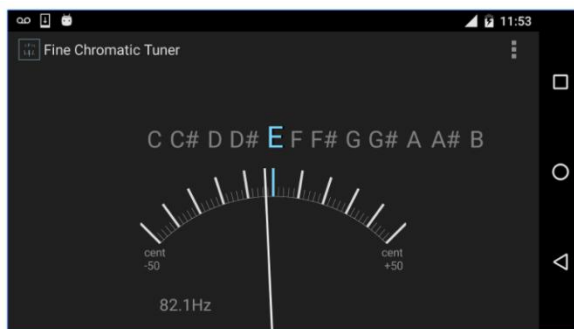 11:53
Fine Chromatic Tuner
C C# D D# E F F# G G# A A# B
cent
-50
cent
+50
82.1Hz